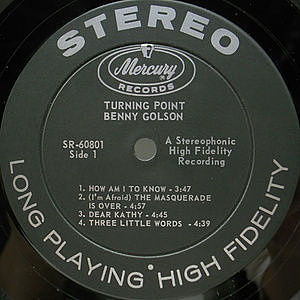 STEREO
Mercury
RECORDS
TURNING POINT
BENNY GOLSON
SR-60801
Side 1
A Stereophonic
High Fidelity
Recording
1. HOW AM I TO KNOW - 3:47
2. (I'm Afraid) THE MASQUERADE
IS OVER - 4:57
3. DEAR KATHY - 4:45
4. THREE LITTLE WORDS - 4:39
LONG PLAYING HIGH FIDELITY